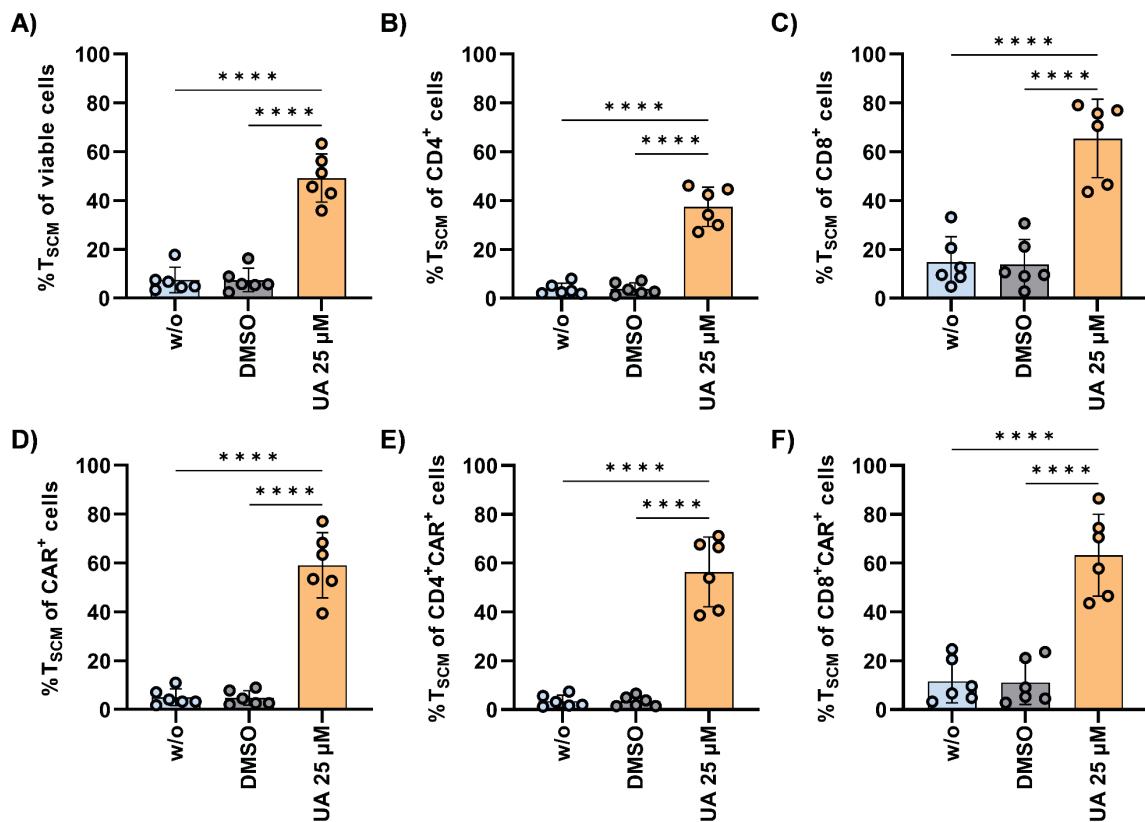 A)
%TSCM of viable cells
100
80
60
40
20
0
****
****
w/o
DMSO
UA 25 µM
B)
%TSCM of CD4+ cells
100
80
60
40
20
0
****
****
w/o
DMSO
UA 25 µM
C)
%TSCM of CD8+ cells
100
80
60
40
20
0
****
****
w/o
DMSO
UA 25 µM
D)
%TSCM of CAR+ cells
100
80
60
40
20
0
****
****
w/o
DMSO
UA 25 µM
E)
% TSCM of CD4+CAR+ cells
100
80
60
40
20
0
****
****
w/o
DMSO
UA 25 µM
F)
% TSCM of CD8+CAR+ cells
100
80
60
40
20
0
****
****
w/o
DMSO
UA 25 µM